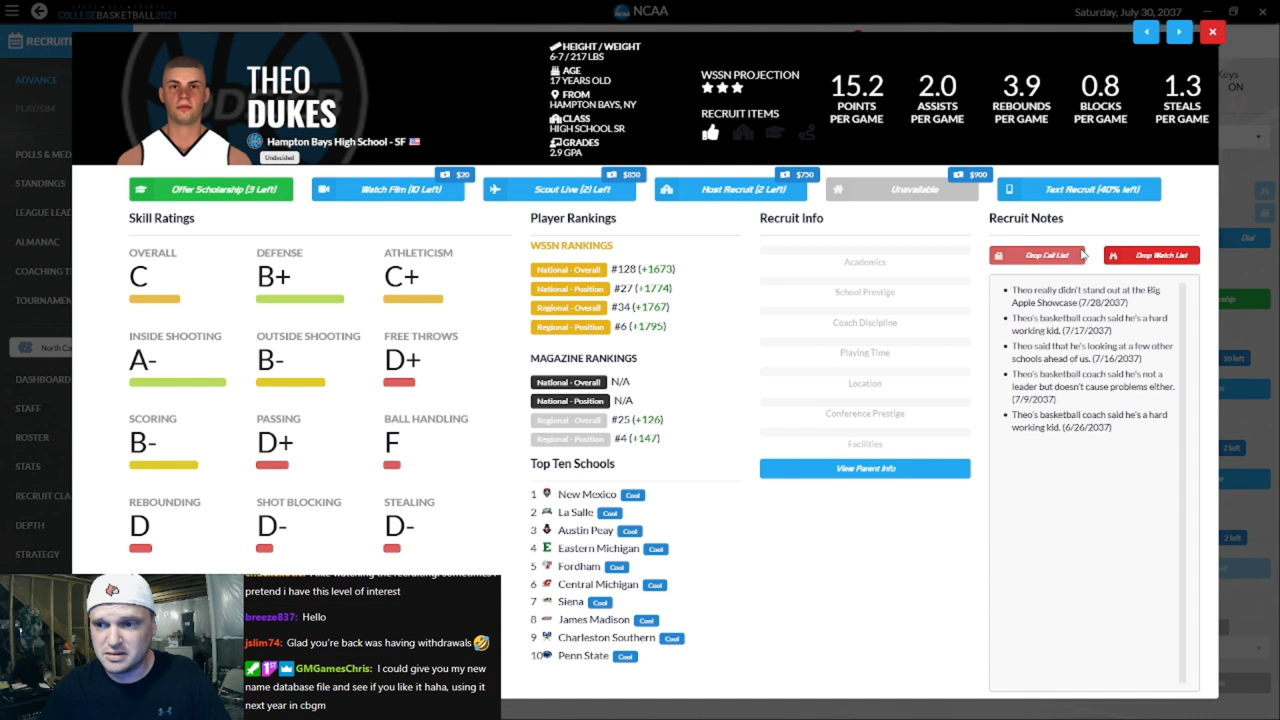 COLLEGEBASKETBALL2021
NCAA
Saturday, July 30, 2037
RECRUITI
ADVANCE
PLAY/SIM
POLLS & MED
STANDINGS
LEAGUE LEAD
ALMANAC
COACHING T
TOURNAMEN
North Ca
DASHBOARD
STAFF
ROSTER
STATS
RECRUIT CLA
DEPTH
STRATEGY
THEO
DUKES
Hampton Bays High School - SF
Undecided
HEIGHT / WEIGHT
6-7 / 217 LBS
AGE
17 YEARS OLD
FROM
HAMPTON BAYS, NY
CLASS
HIGH SCHOOL SR
GRADES
2.9 GPA
WSSN PROJECTION
RECRUIT ITEMS
15.2
POINTS
PER GAME
2.0
ASSISTS
PER GAME
3.9
REBOUNDS
PER GAME
0.8
BLOCKS
PER GAME
1.3
STEALS
PER GAME
Keys
ON
$20
$850
$750
$900
Offer Scholarship (3 Left)
Watch Film (10 Left)
Scout Live (2) Left
Host Recruit (2 Left)
Unavailable
Text Recruit (40% left)
Skill Ratings
OVERALL
C
DEFENSE
B+
ATHLETICISM
C+
INSIDE SHOOTING
A-
OUTSIDE SHOOTING
B-
FREE THROWS
D+
SCORING
B-
PASSING
D+
BALL HANDLING
F
REBOUNDING
D
SHOT BLOCKING
D-
STEALING
D-
Player Rankings
WSSN RANKINGS
National - Overall #128 (+1673)
National - Position #27 (+1774)
Regional - Overall #34 (+1767)
Regional - Position #6 (+1795)
MAGAZINE RANKINGS
National - Overall N/A
National - Position N/A
Regional - Overall #25 (+126)
Regional - Position #4 (+147)
Top Ten Schools
1 New Mexico Cool
2 La Salle Cool
3 Austin Peay Cool
4 Eastern Michigan Cool
5 Fordham Cool
6 Central Michigan Cool
7 Siena Cool
8 James Madison Cool
9 Charleston Southern Cool
10 Penn State Cool
Recruit Info
Academics
School Prestige
Coach Discipline
Playing Time
Location
Conference Prestige
Facilities
View Parent Info
Recruit Notes
Drop Call List
Drop Watch List
Theo really didn't stand out at the Big
Apple Showcase (7/28/2037)
Theo's basketball coach said he's a hard
working kid. (7/17/2037)
Theo said that he's looking at a few other
schools ahead of us. (7/16/2037)
Theo's basketball coach said he's not a
leader but doesn't cause problems either.
(7/9/2037)
Theo's basketball coach said he's a hard
working kid. (6/26/2037)
Dial
10 left
2 left
2 left
pretend i have this level of interest
breeze837: Hello
jslim74: Glad you're back was having withdrawals
GMGamesChris: I could give you my new
name database file and see if you like it haha, using it
next year in cbgm